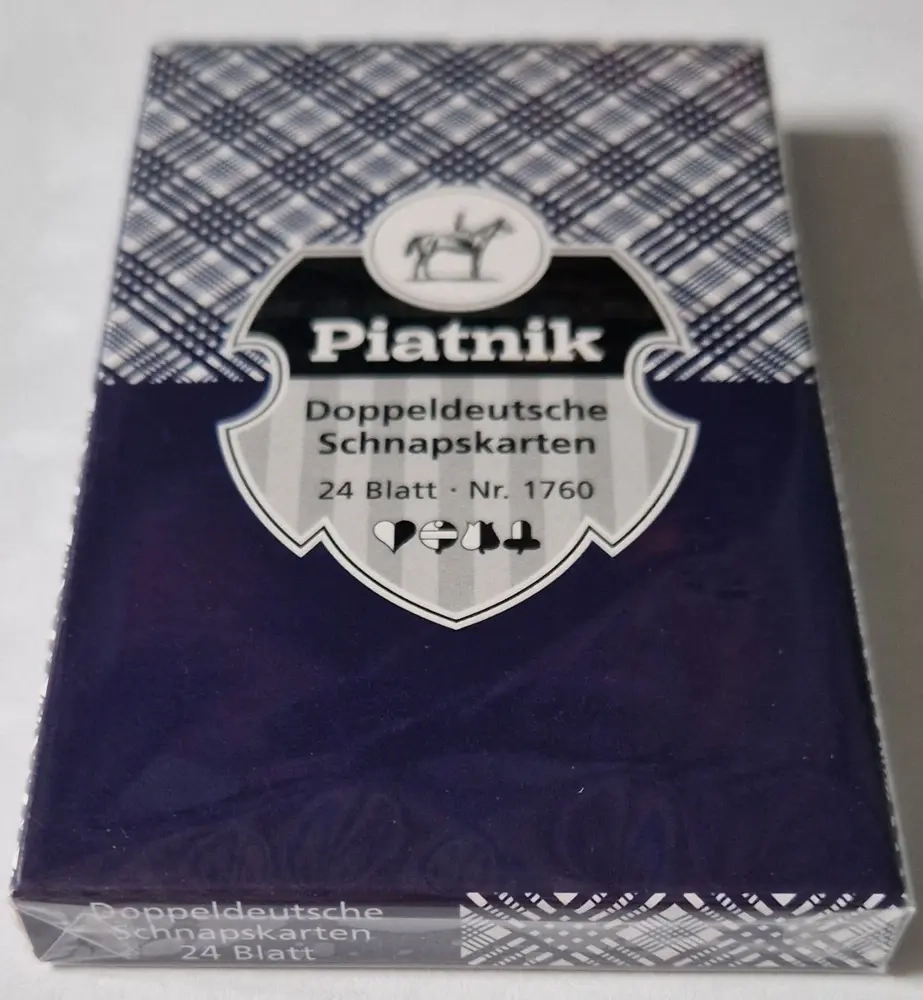 Piatnik
Doppeldeutsche
Schnapskarten
24 Blatt · Nr. 1760
Doppeldeutsche
Schnapskarten
24 Blatt